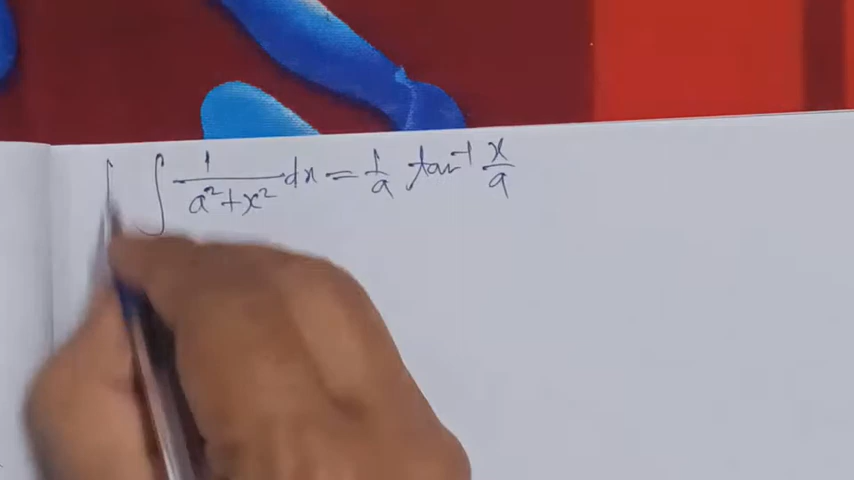 ∫ 1/(a²+x²) dx = 1/a tan⁻¹ x/a